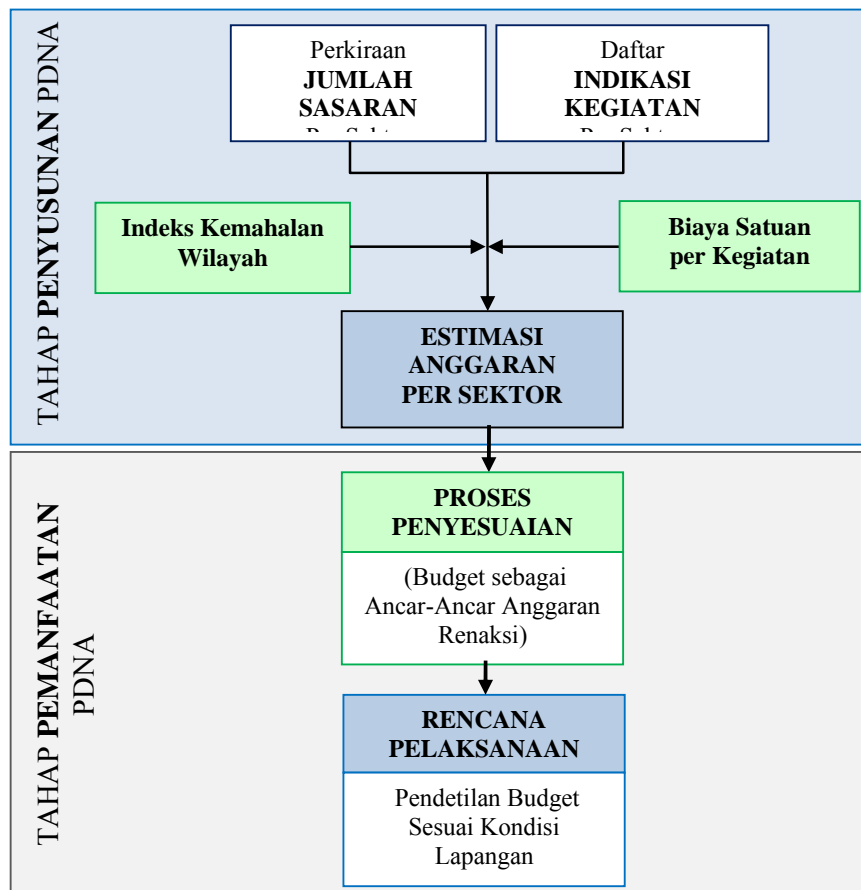 TAHAP PENYUSUNAN PDNA
Perkiraan
JUMLAH
SASARAN
Daftar
INDIKASI
KEGIATAN
Indeks Kemahalan
Wilayah
Biaya Satuan
per Kegiatan
ESTIMASI
ANGGARAN
PER SEKTOR
TAHAP PEMANFAATAN
PDNA
PROSES
PENYESUAIAN
(Budget sebagai
Ancar-Ancar Anggaran
Renaksi)
RENCANA
PELAKSANAAN
Pendetilan Budget
Sesuai Kondisi
Lapangan